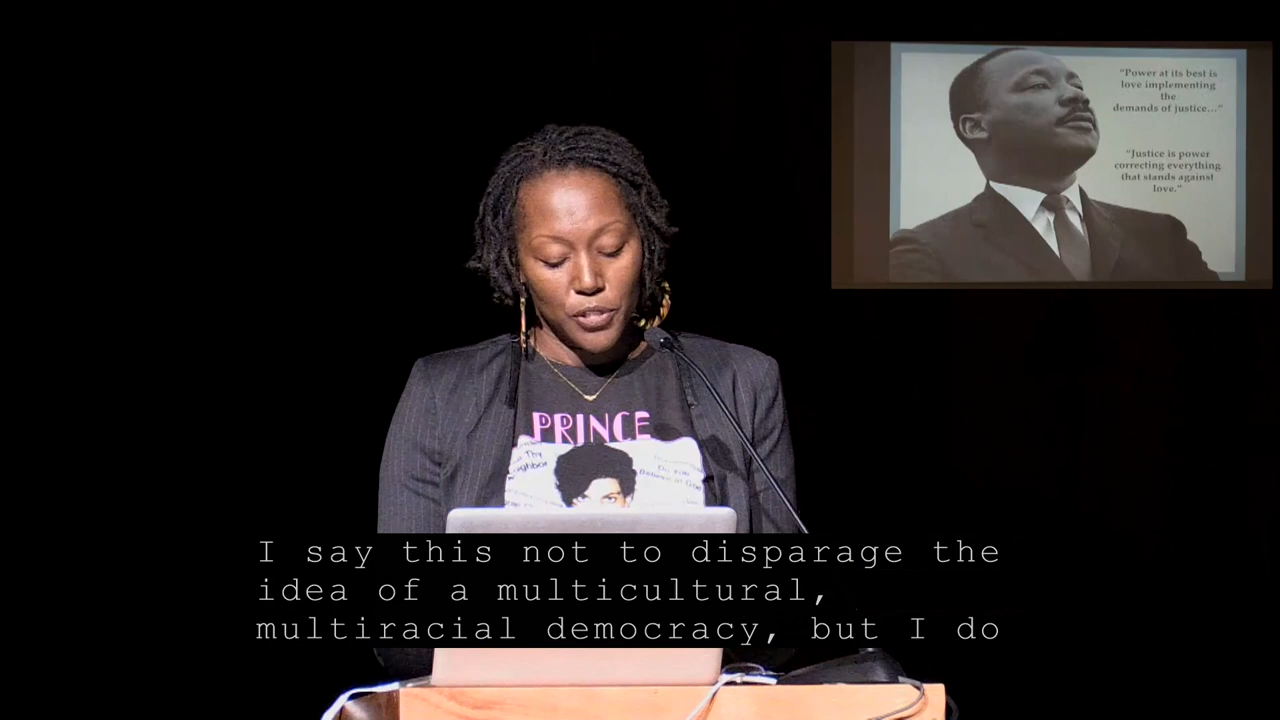 “Power at its best is
love implementing
the
demands of justice...”
“Justice is power
correcting everything
that stands against
love.”
PRINCE
Thy
I say this not to disparage the
idea of a multicultural,
multiracial democracy, but I do